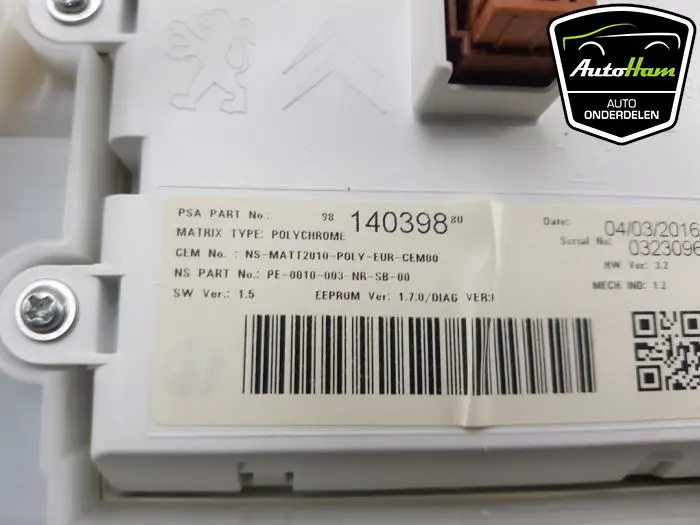 AutoHam
AUTO
ONDERDELEN
PSA PART No.: 98 140398 80
MATRIX TYPE: POLYCHROME
CEM No. : NS-MATT2010-POLY-EUR-CEM00
NS PART No.: PE-0010-003-NR-SB-00
SW Ver.: 1.5 EEPROM Ver: 1.7.0/DIAG VER:
Date: 04/03/2016
Serial No: 0323096
HW Ver: 3.2
MECH IND: 1.2